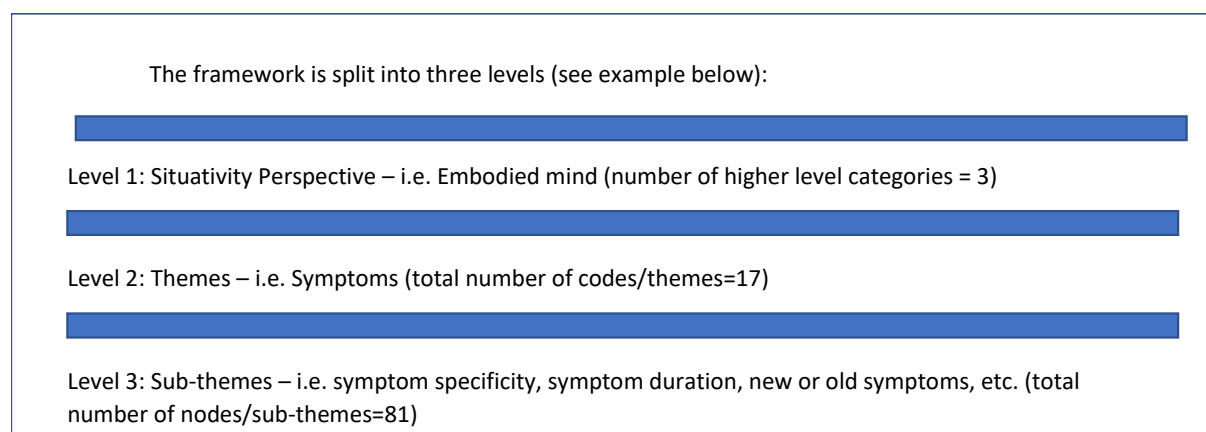 The framework is split into three levels (see example below):
Level 1: Situativity Perspective – i.e. Embodied mind (number of higher level categories = 3)
Level 2: Themes – i.e. Symptoms (total number of codes/themes=17)
Level 3: Sub-themes – i.e. symptom specificity, symptom duration, new or old symptoms, etc. (total
number of nodes/sub-themes=81)